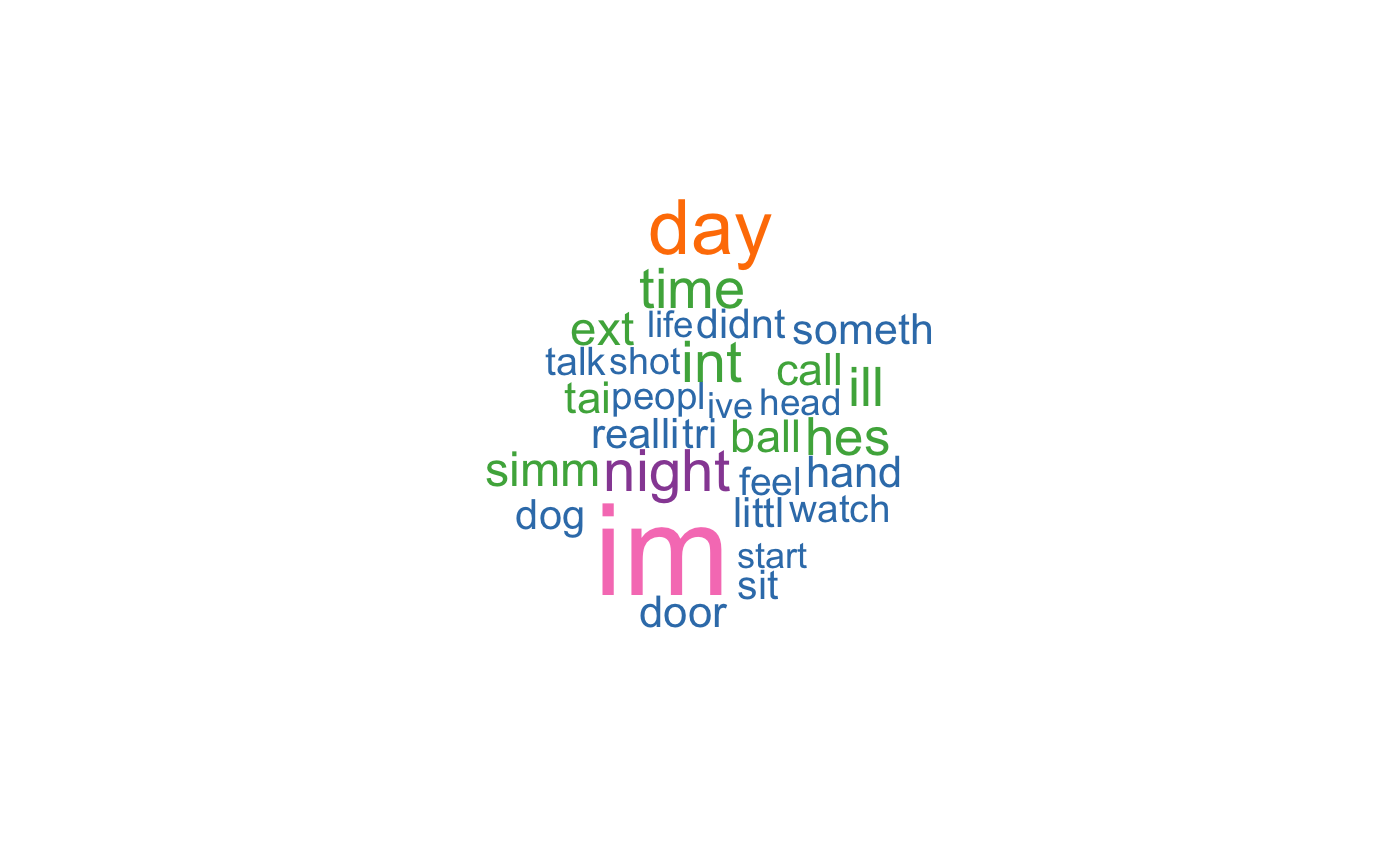 day
time
ext life didnt someth
talk shot int call ill
tai peopl ive head
realli tri ball hes
simm night feel hand
dog im littl watch
start
sit
door